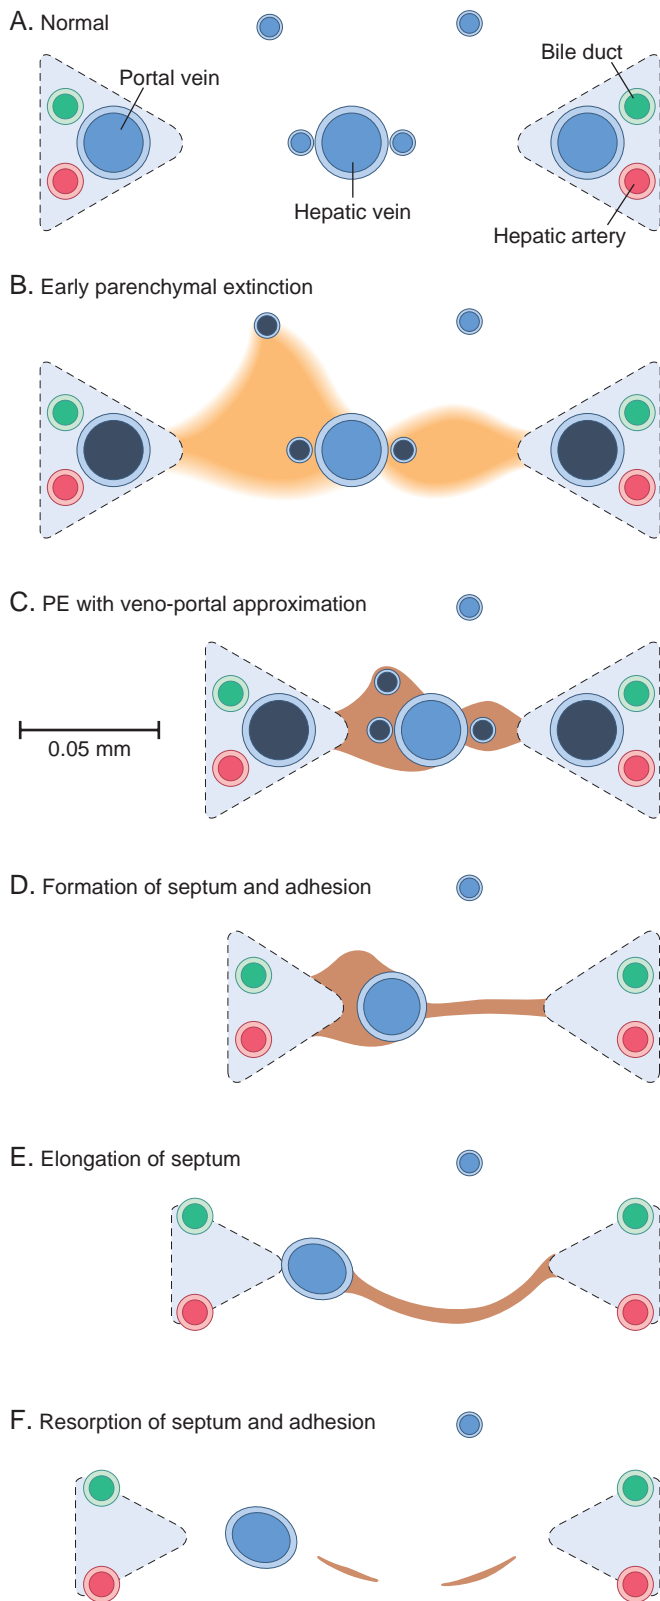 A. Normal
Portal vein
Bile duct
Hepatic vein
Hepatic artery
B. Early parenchymal extinction
C. PE with veno-portal approximation
0.05 mm
D. Formation of septum and adhesion
E. Elongation of septum
F. Resorption of septum and adhesion